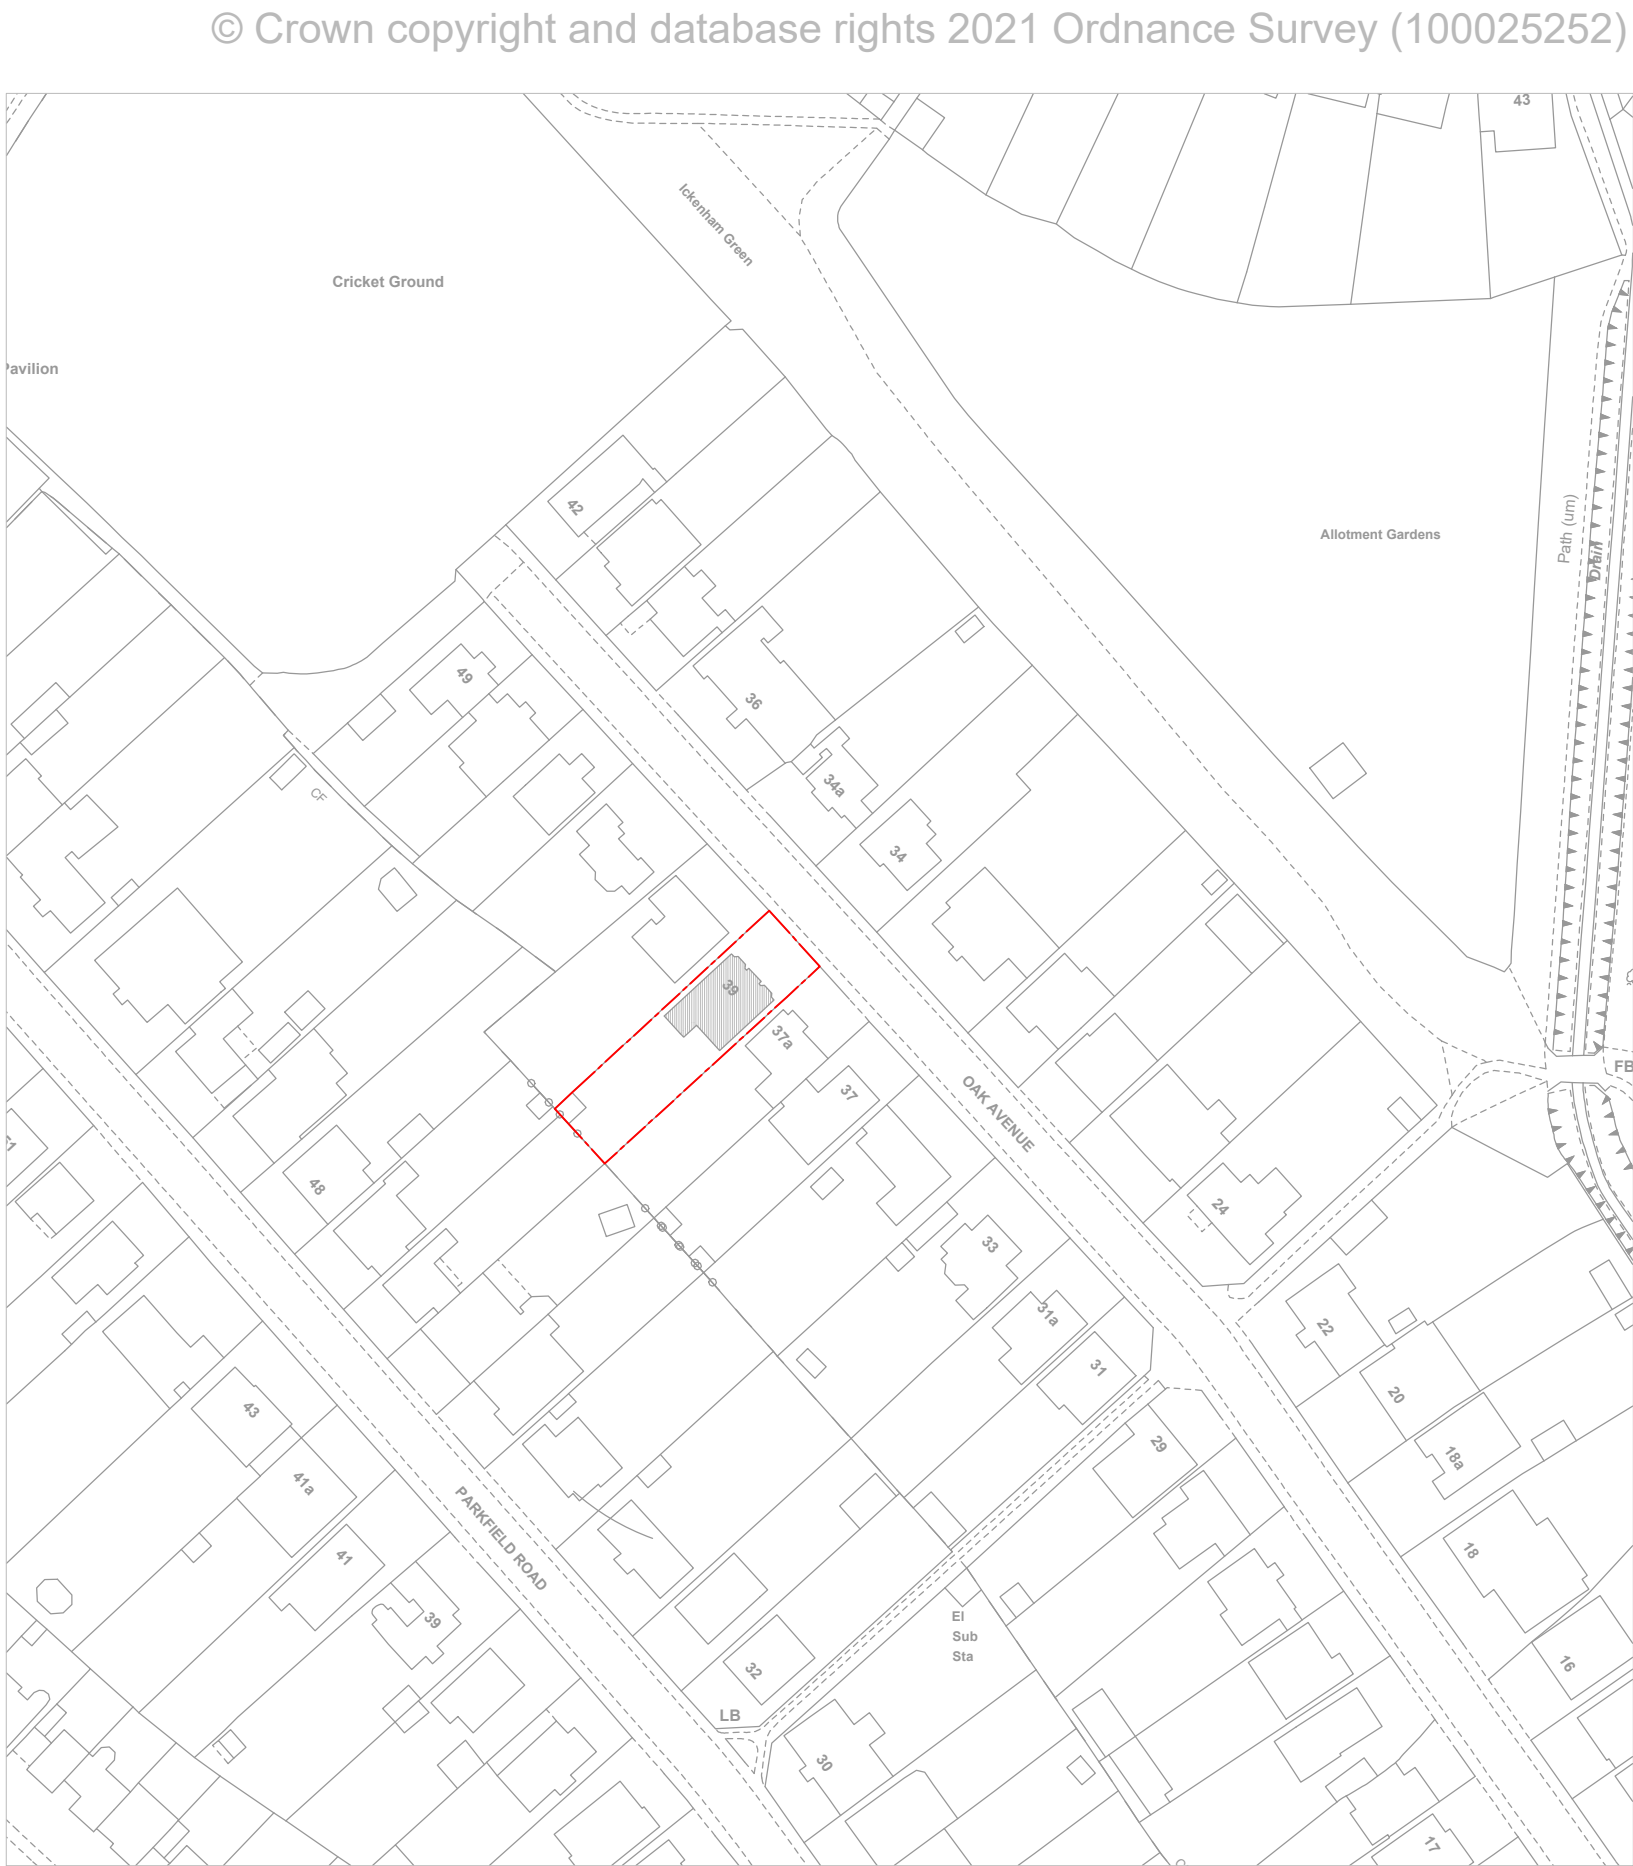 © Crown copyright and database rights 2021 Ordnance Survey (100025252)
43
Ickenham Green
Cricket Ground
Pavilion
42
Allotment Gardens
Path (um)
Drain
49
36
34a
CF
34
39
37a
37
OAK AVENUE
FB
51
48
24
33
31a
22
31
20
43
29
18a
41a
PARKFIELD ROAD
41
18
39
El
Sub
Sta
32
16
LB
30
17